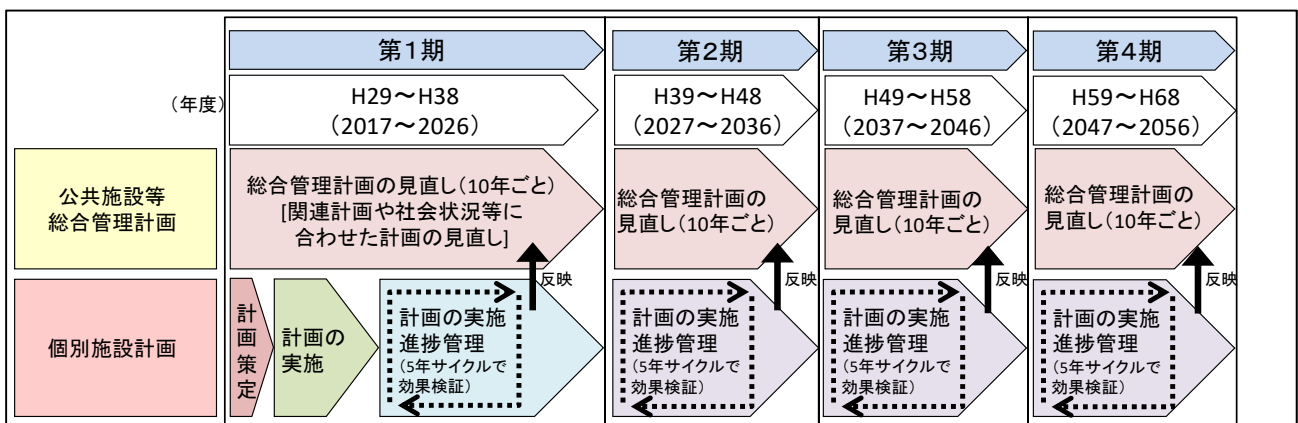 第1期
第2期
第3期
第4期
（年度）
H29～H38
（2017～2026）
H39～H48
（2027～2036）
H49～H58
（2037～2046）
H59～H68
（2047～2056）
公共施設等
総合管理計画
総合管理計画の見直し（10年ごと）
[関連計画や社会状況等に
合わせた計画の見直し]
総合管理計画の
見直し（10年ごと）
総合管理計画の
見直し（10年ごと）
総合管理計画の
見直し（10年ごと）
反映
反映
反映
反映
個別施設計画
計画策定
計画の
実施
計画の実施
進捗管理
（5年サイクルで
効果検証）
計画の実施
進捗管理
（5年サイクルで
効果検証）
計画の実施
進捗管理
（5年サイクルで
効果検証）
計画の実施
進捗管理
（5年サイクルで
効果検証）